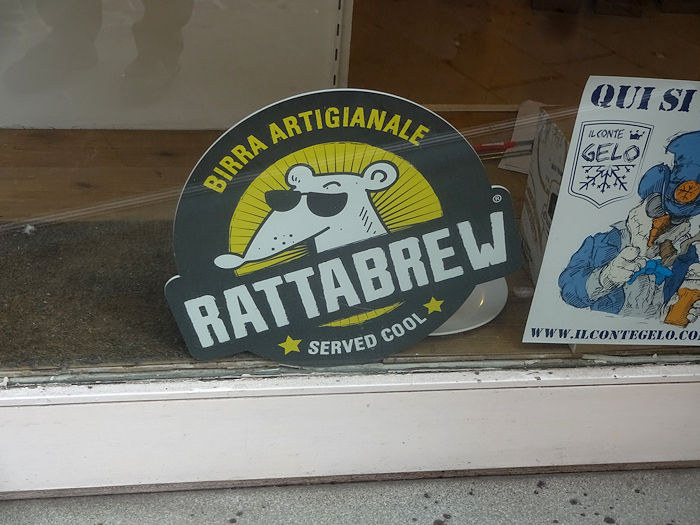 BIRRA ARTIGIANALE
RATTABREW®
SERVED COOL
QUI SI
IL CONTE
GELO
WWW.ILCONTEGELO.CO